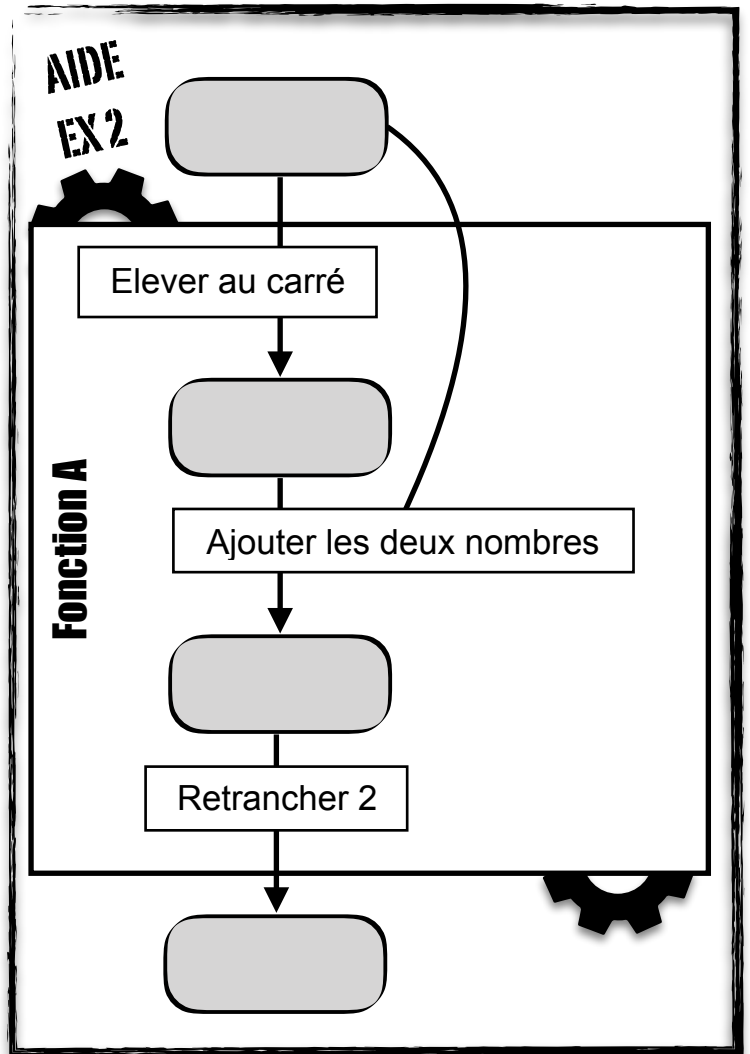 AIDE
EX 2
Elever au carré
Fonction A
Ajouter les deux nombres
Retrancher 2